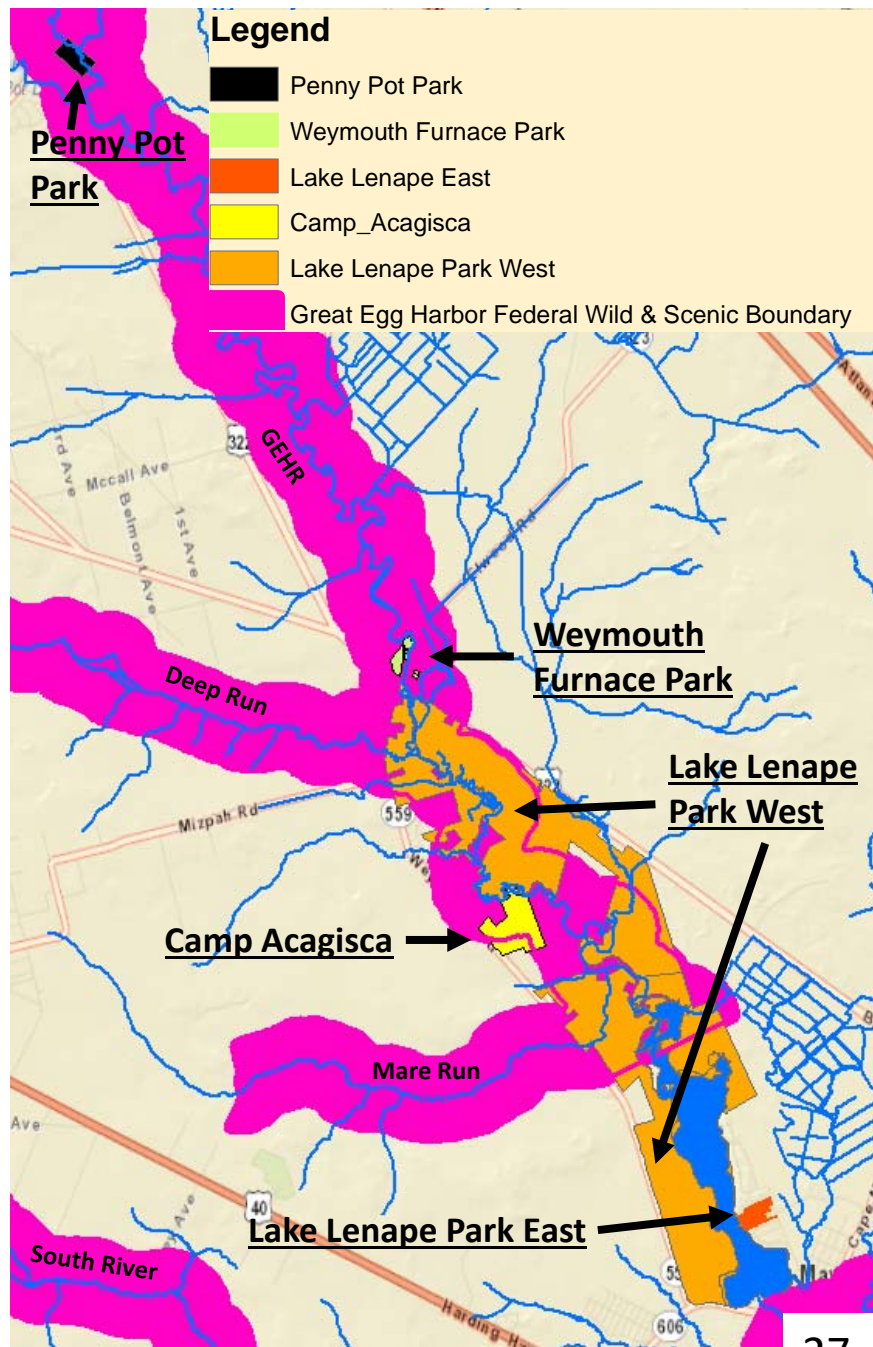 Legend
Penny Pot Park
Weymouth Furnace Park
Lake Lenape East
Camp_Acagisca
Lake Lenape Park West
Great Egg Harbor Federal Wild & Scenic Boundary
Penny Pot
Park
322
GEHR
Mccall Ave
Belmont Ave
1st Ave
Elwood Rd
Weymouth
Furnace Park
Deep Run
Lake Lenape
Park West
Mizpah Rd
559
Camp Acagisca
Mare Run
Ave
40
Lake Lenape Park East
South River
606
27